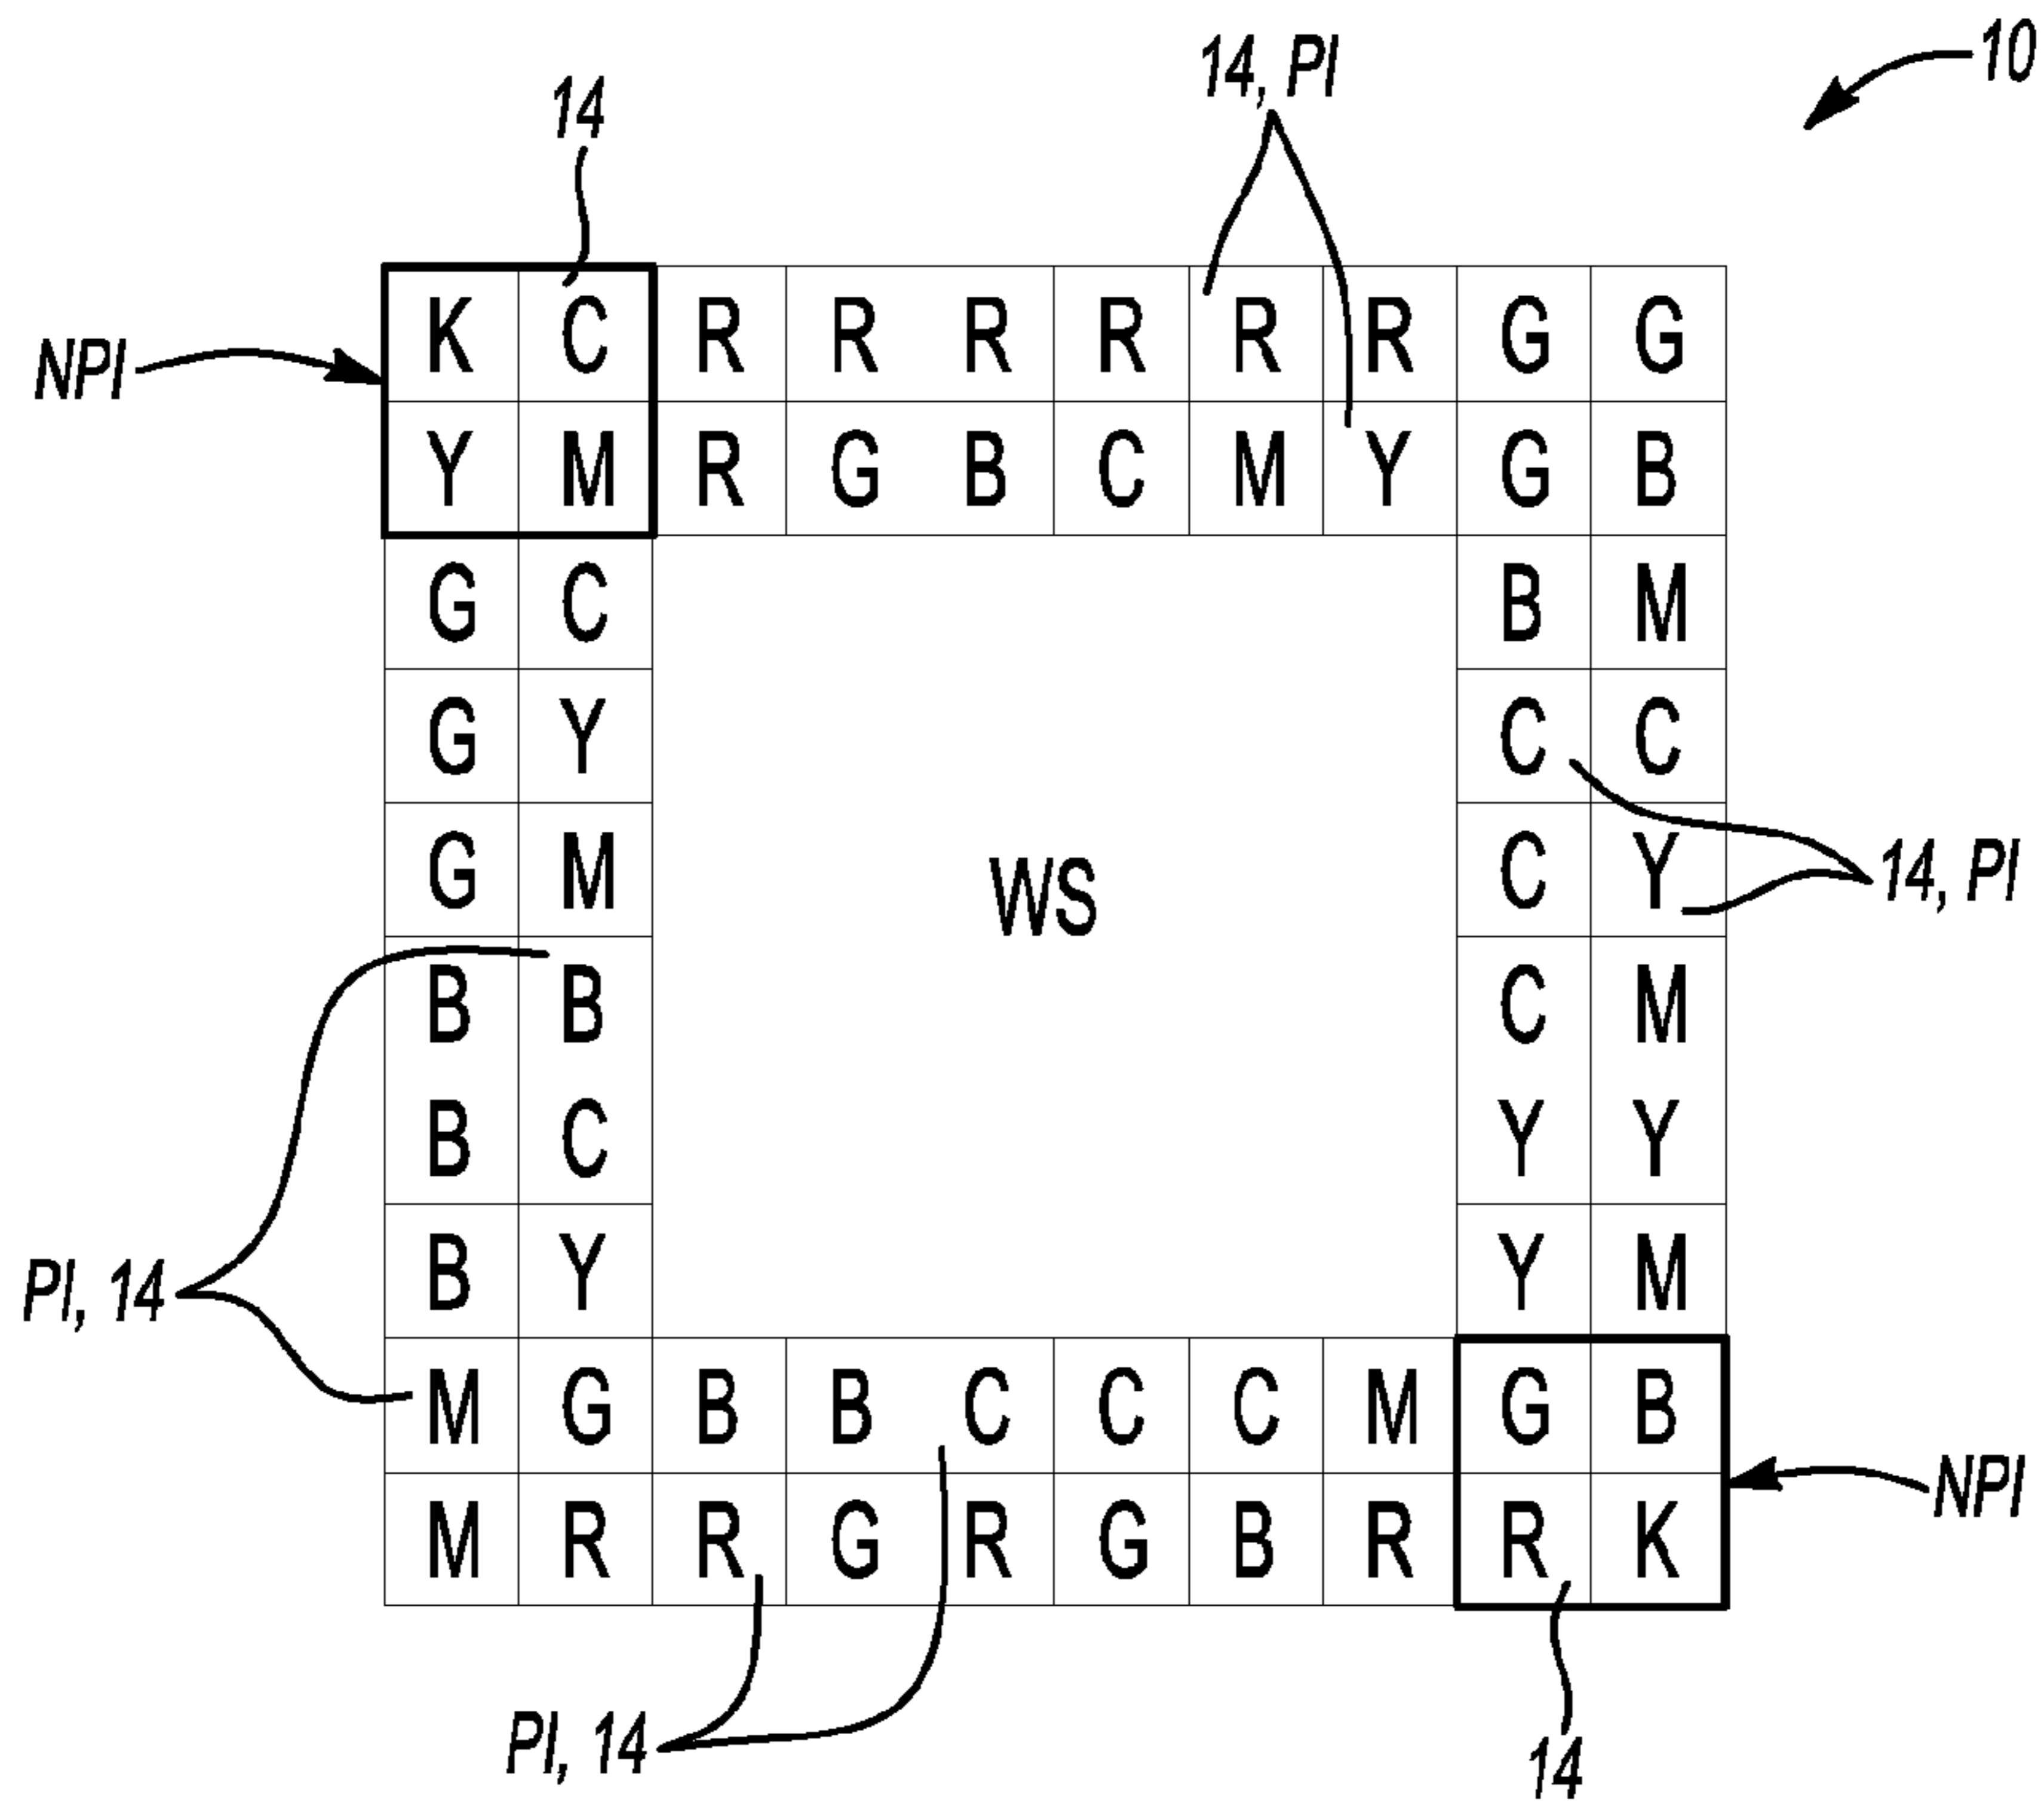 10
14, PI
14
K C R R R R R R G G
NPI
Y M R G B C M Y G B
G C B M
G Y C C
G M WS C Y
14, PI
B B C M
B C Y Y
B Y Y M
PI, 14
M G B B C C C M G B
NPI
M R R G R G B R R K
PI, 14
14